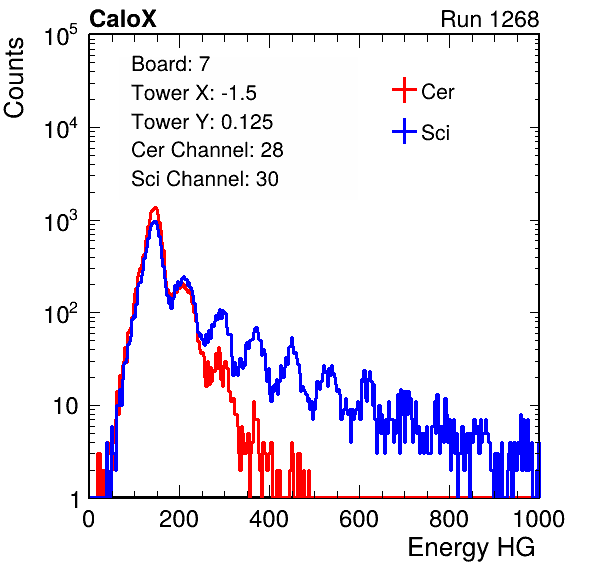 CaloX Run 1268
Counts
Board: 7
Tower X: -1.5
Tower Y: 0.125
Cer Channel: 28
Sci Channel: 30
Cer
Sci
10^5
10^4
10^3
10^2
10
1
0 200 400 600 800 1000
Energy HG